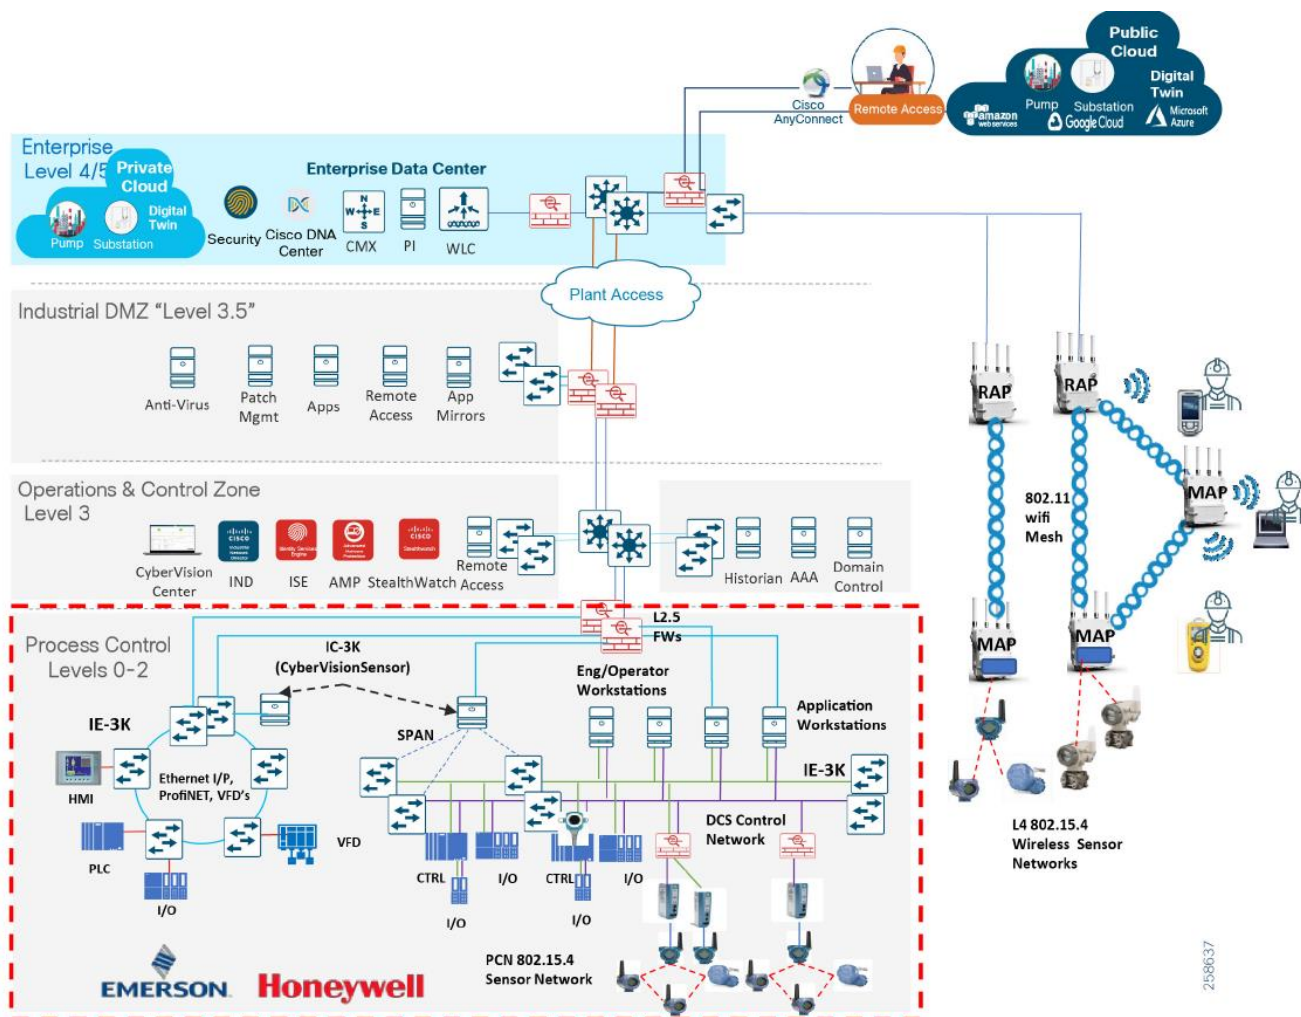 Public
Cloud
Digital
Twin
Pump
Substation
amazon
web services
Google Cloud
Microsoft
Azure
Cisco
AnyConnect
Remote Access
Enterprise
Level 4/5
Private
Cloud
Digital
Twin
Pump
Substation
Enterprise Data Center
Security
Cisco DNA
Center
N
W
E
S
CMX
PI
WLC
Plant Access
Industrial DMZ “Level 3.5”
Anti-Virus
Patch
Mgmt
Apps
Remote
Access
App
Mirrors
RAP
RAP
MAP
802.11
wifi
Mesh
MAP
MAP
Operations & Control Zone
Level 3
CyberVision
Center
CISCO
IND
Identity Services
Engine
ISE
AMP
CISCO
Stealthwatch
StealthWatch
Remote
Access
Historian
AAA
Domain
Control
Process Control
Levels 0-2
L2.5
FWs
IC-3K
(CyberVisionSensor)
Eng/Operator
Workstations
Application
Workstations
IE-3K
SPAN
IE-3K
HMI
Ethernet I/P,
ProfiNET, VFD's
PLC
VFD
I/O
DCS Control
Network
CTRL
I/O
CTRL
I/O
I/O
I/O
PCN 802.15.4
Sensor Network
L4 802.15.4
Wireless Sensor
Networks
EMERSON
Honeywell
258637